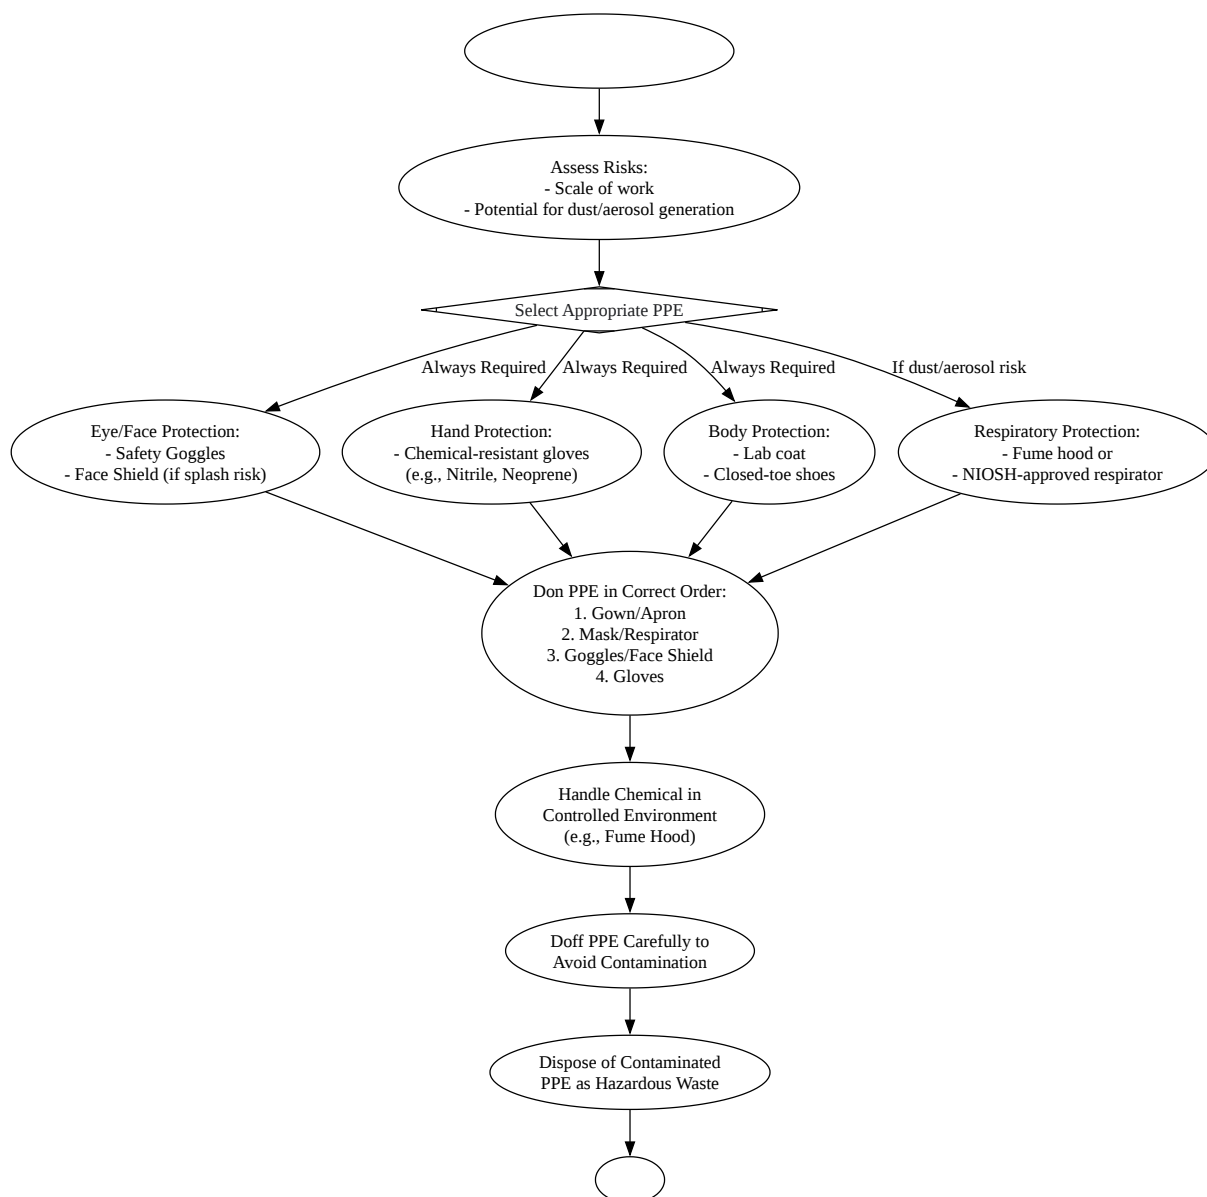 Assess Risks:
- Scale of work
- Potential for dust/aerosol generation
Select Appropriate PPE
Always Required
Always Required
Always Required
If dust/aerosol risk
Eye/Face Protection:
- Safety Goggles
- Face Shield (if splash risk)
Hand Protection:
- Chemical-resistant gloves
(e.g., Nitrile, Neoprene)
Body Protection:
- Lab coat
- Closed-toe shoes
Respiratory Protection:
- Fume hood or
- NIOSH-approved respirator
Don PPE in Correct Order:
1. Gown/Apron
2. Mask/Respirator
3. Goggles/Face Shield
4. Gloves
Handle Chemical in
Controlled Environment
(e.g., Fume Hood)
Doff PPE Carefully to
Avoid Contamination
Dispose of Contaminated
PPE as Hazardous Waste